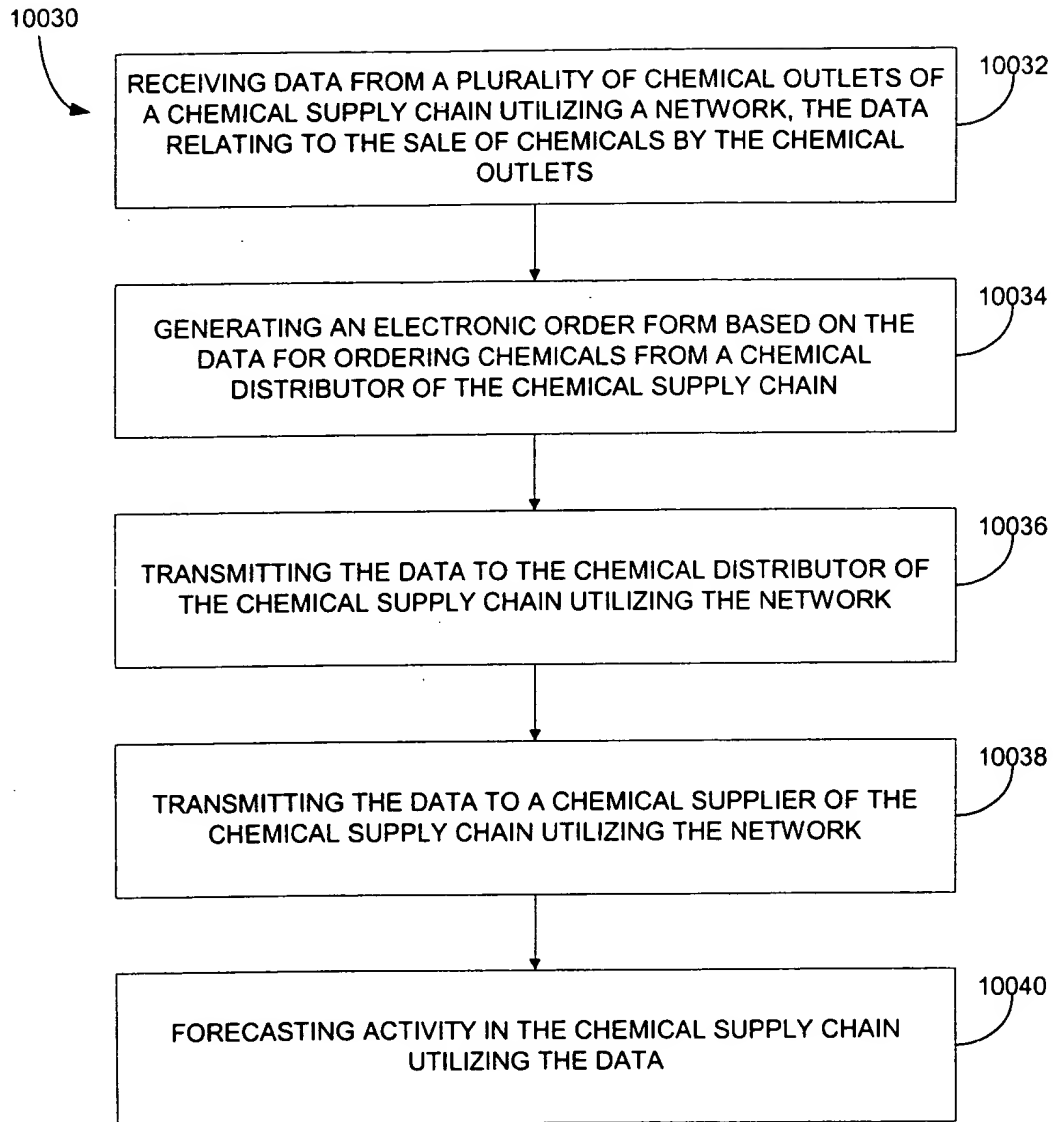 10030
RECEIVING DATA FROM A PLURALITY OF CHEMICAL OUTLETS OF
A CHEMICAL SUPPLY CHAIN UTILIZING A NETWORK, THE DATA
RELATING TO THE SALE OF CHEMICALS BY THE CHEMICAL
OUTLETS
10032
GENERATING AN ELECTRONIC ORDER FORM BASED ON THE
DATA FOR ORDERING CHEMICALS FROM A CHEMICAL
DISTRIBUTOR OF THE CHEMICAL SUPPLY CHAIN
10034
TRANSMITTING THE DATA TO THE CHEMICAL DISTRIBUTOR OF
THE CHEMICAL SUPPLY CHAIN UTILIZING THE NETWORK
10036
TRANSMITTING THE DATA TO A CHEMICAL SUPPLIER OF THE
CHEMICAL SUPPLY CHAIN UTILIZING THE NETWORK
10038
FORECASTING ACTIVITY IN THE CHEMICAL SUPPLY CHAIN
UTILIZING THE DATA
10040